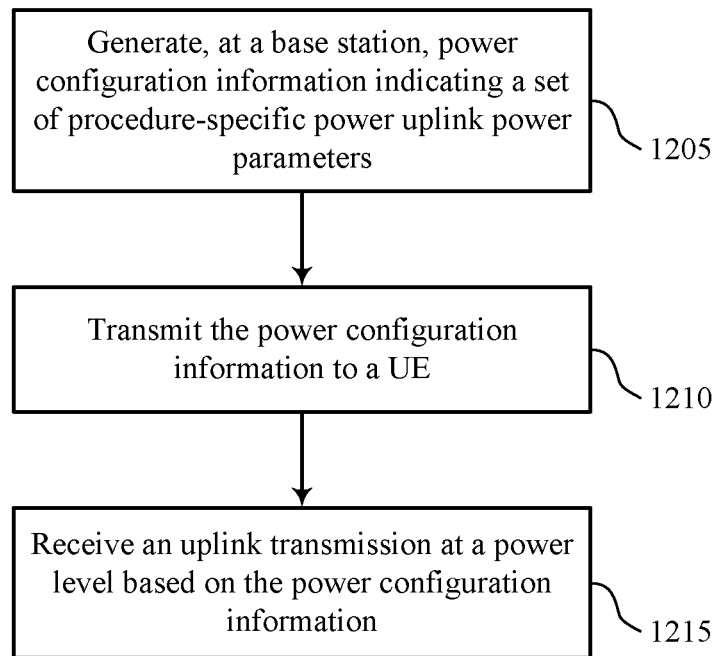 Generate, at a base station, power
configuration information indicating a set
of procedure-specific power uplink power
parameters
1205
Transmit the power configuration
information to a UE
1210
Receive an uplink transmission at a power
level based on the power configuration
information
1215